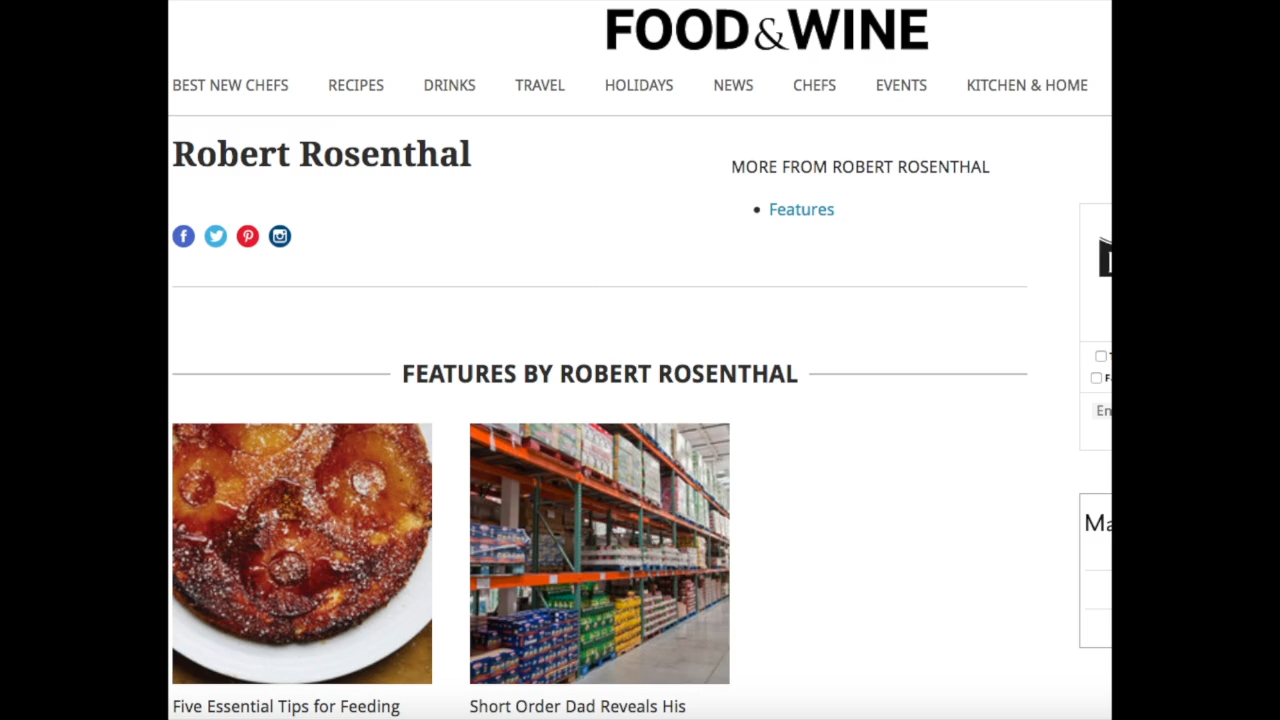 FOOD&WINE
BEST NEW CHEFS RECIPES DRINKS TRAVEL HOLIDAYS NEWS CHEFS EVENTS KITCHEN & HOME
Robert Rosenthal
MORE FROM ROBERT ROSENTHAL
Features
FEATURES BY ROBERT ROSENTHAL
Five Essential Tips for Feeding
Short Order Dad Reveals His